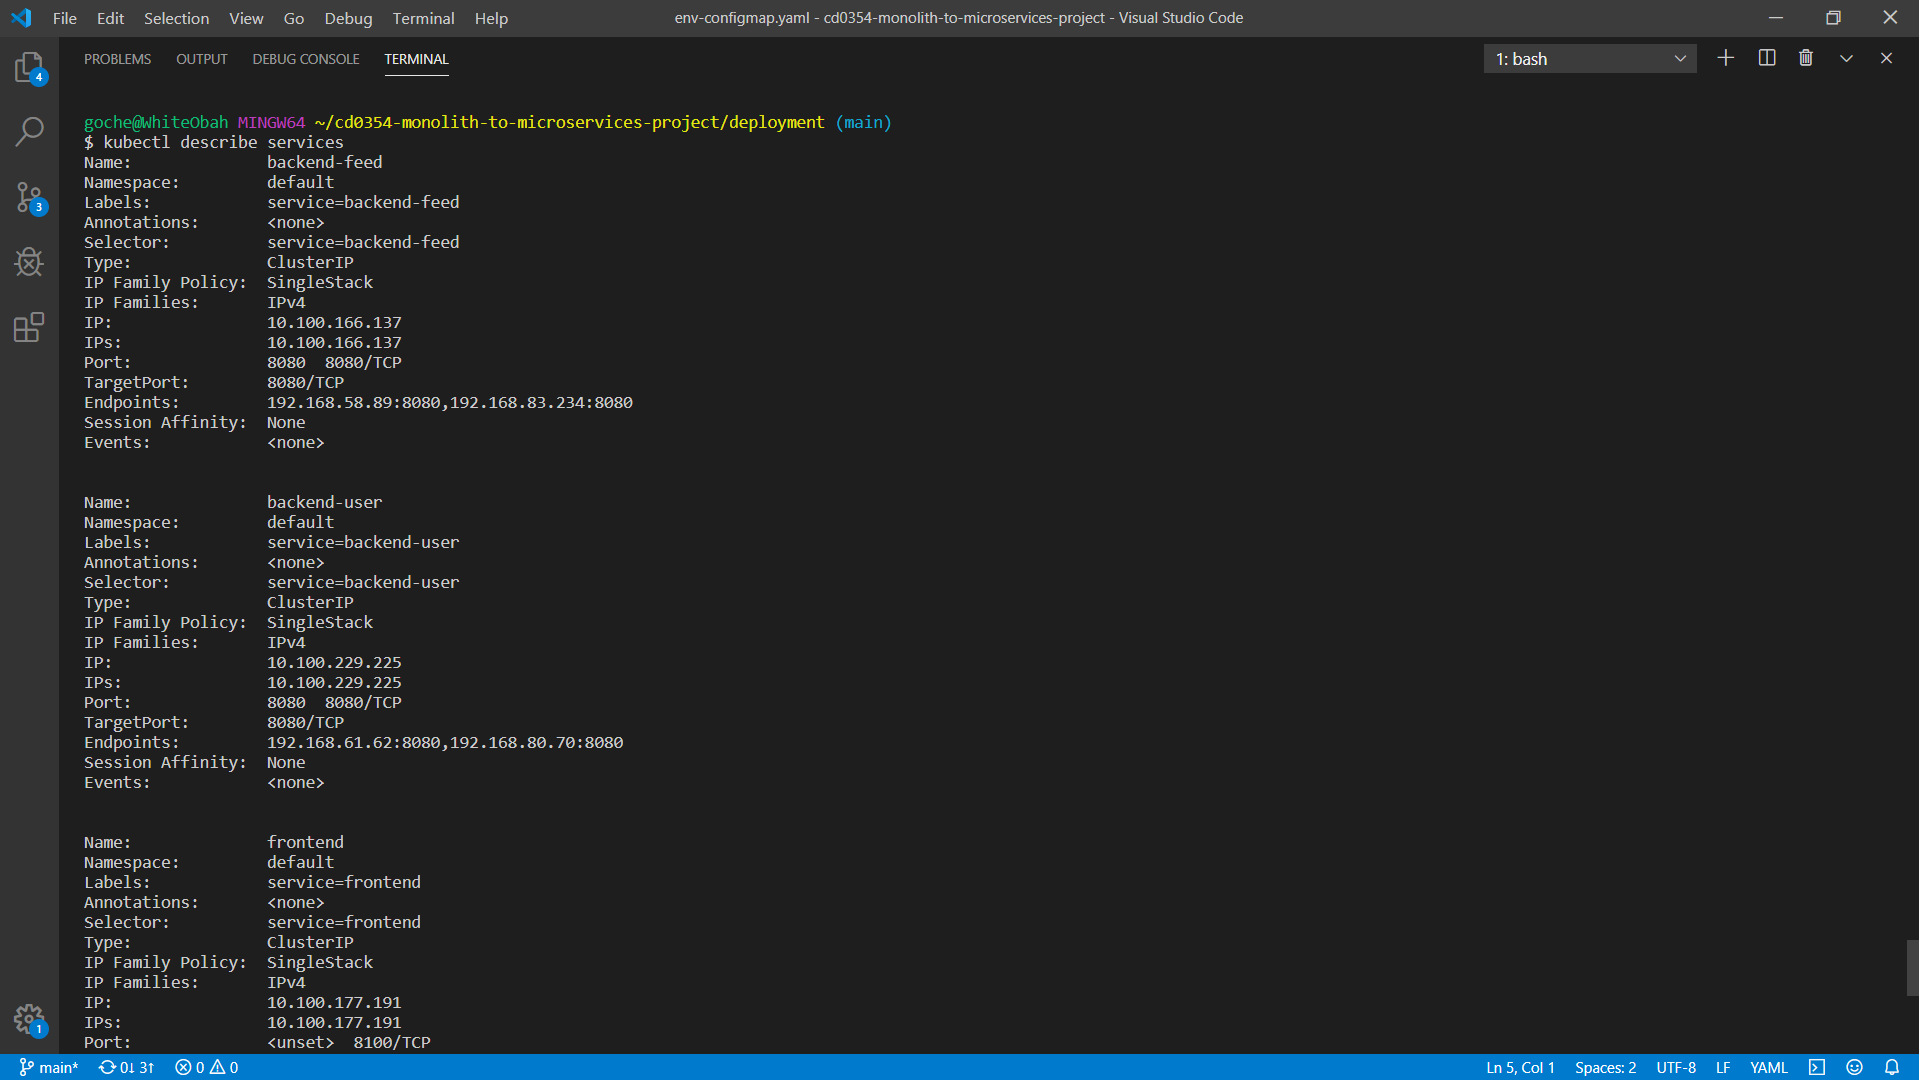 File Edit Selection View Go Debug Terminal Help
env-configmap.yaml - cd0354-monolith-to-microservices-project - Visual Studio Code
PROBLEMS OUTPUT DEBUG CONSOLE TERMINAL
1: bash
4
3
1
goche@WhiteObah MINGW64 ~/cd0354-monolith-to-microservices-project/deployment (main)
$ kubectl describe services
Name: backend-feed
Namespace: default
Labels: service=backend-feed
Annotations: <none>
Selector: service=backend-feed
Type: ClusterIP
IP Family Policy: SingleStack
IP Families: IPv4
IP: 10.100.166.137
IPs: 10.100.166.137
Port: 8080 8080/TCP
TargetPort: 8080/TCP
Endpoints: 192.168.58.89:8080,192.168.83.234:8080
Session Affinity: None
Events: <none>
Name: backend-user
Namespace: default
Labels: service=backend-user
Annotations: <none>
Selector: service=backend-user
Type: ClusterIP
IP Family Policy: SingleStack
IP Families: IPv4
IP: 10.100.229.225
IPs: 10.100.229.225
Port: 8080 8080/TCP
TargetPort: 8080/TCP
Endpoints: 192.168.61.62:8080,192.168.80.70:8080
Session Affinity: None
Events: <none>
Name: frontend
Namespace: default
Labels: service=frontend
Annotations: <none>
Selector: service=frontend
Type: ClusterIP
IP Family Policy: SingleStack
IP Families: IPv4
IP: 10.100.177.191
IPs: 10.100.177.191
Port: <unset> 8100/TCP
main* 0↓ 3↑ 0 0
Ln 5, Col 1 Spaces: 2 UTF-8 LF YAML